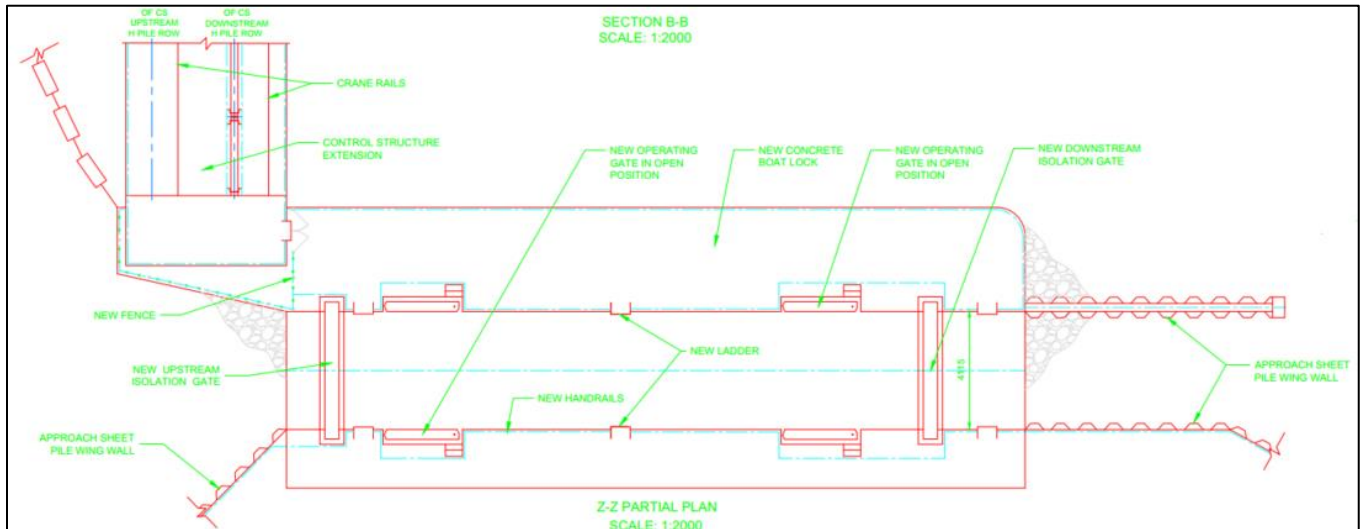 OF CS
UPSTREAM
H-PILE ROW
OF CS
DOWNSTREAM
H-PILE ROW
SECTION B-B
SCALE: 1:2000
CRANE RAILS
CONTROL STRUCTURE
EXTENSION
NEW OPERATING
GATE IN OPEN
POSITION
NEW CONCRETE
BOAT LOCK
NEW OPERATING
GATE IN OPEN
POSITION
NEW DOWNSTREAM
ISOLATION GATE
NEW FENCE
NEW UPSTREAM
ISOLATION GATE
NEW LADDER
4115
APPROACH SHEET
PILE WING WALL
NEW HANDRAILS
APPROACH SHEET
PILE WING WALL
Z-Z PARTIAL PLAN
SCALE: 1:2000